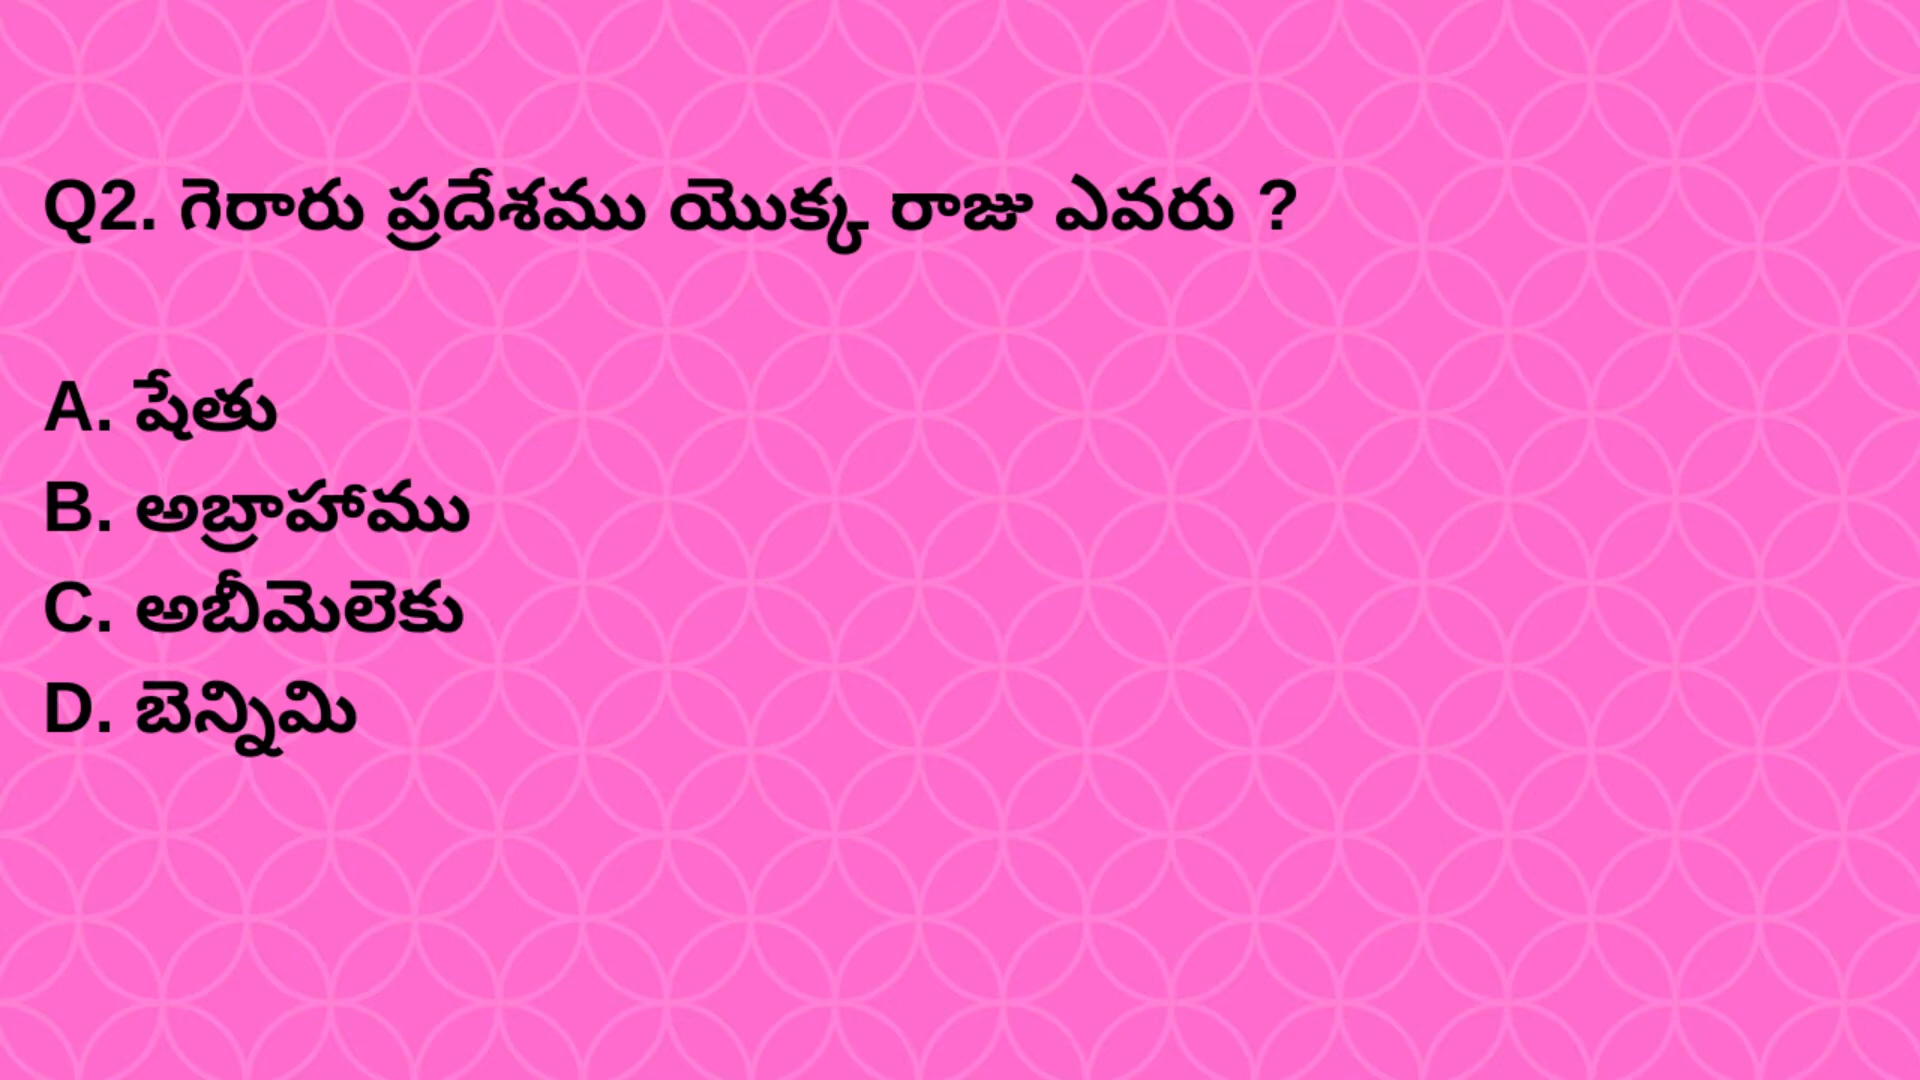 Q2. గెరారు ప్రదేశము యొక్క రాజు ఎవరు ?
A. షేతు
B. అబ్రాహాము
C. అబీమెలెకు
D. బెన్నిమి